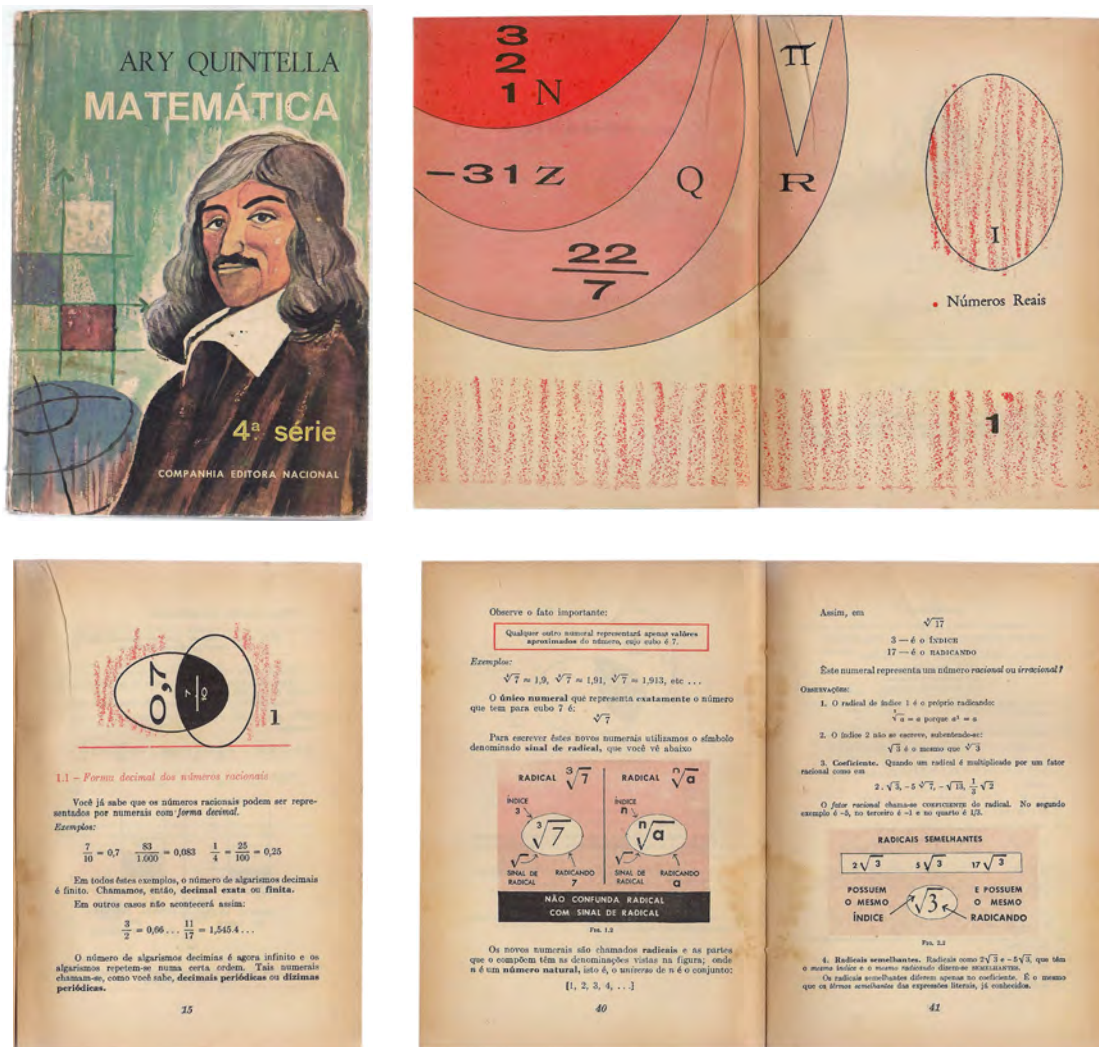 ARY QUINTELLA
MATEMÁTICA
4ª série
COMPANHIA EDITORA NACIONAL
3
2
1 N
-31 Z
Q
22
7
π
R
I
• Números Reais
1
0,7
7
10
1
1.1 – Forma decimal dos números racionais
Você já sabe que os números racionais podem ser repre-
sentados por numerais com forma decimal.
Exemplos:
7/10 = 0,7 83/1.000 = 0,083 1/4 = 25/100 = 0,25
Em todos êstes exemplos, o número de algarismos decimais
é finito. Chamamos, então, decimal exata ou finita.
Em outros casos não acontecerá assim:
3/2 = 0,66 . . . 11/17 = 1,545.4 . . .
O número de algarismos decimias é agora infinito e os
algarismos repetem-se numa certa ordem. Tais numerais
chamam-se, como você sabe, decimais periódicas ou dízimas
periódicas.
15
Observe o fato importante:
Qualquer outro numeral representará apenas valôres
aproximados do número, cujo cubo é 7.
Exemplos:
∛7 ≈ 1,9, ∛7 ≈ 1,91, ∛7 ≈ 1,913, etc ...
O único numeral que representa exatamente o número
que tem para cubo 7 é:
∛7
Para escrever êstes novos numerais utilizamos o símbolo
denominado sinal de radical, que você vê abaixo
RADICAL ∛7
ÍNDICE
3
∛7
√
SINAL DE
RADICAL
RADICANDO
7
RADICAL ⁿ√a
ÍNDICE
n
ⁿ√a
√
SINAL DE
RADICAL
RADICANDO
a
NÃO CONFUNDA RADICAL
COM SINAL DE RADICAL
Os novos numerais são chamados radicais e as partes
que o compõem têm as denominações vistas na figura; onde
n é um número natural, isto é, o universo de n é o conjunto:
{1, 2, 3, 4, . . .}
40
Assim, em
∛17
3 — é o ÍNDICE
17 — é o RADICANDO
Êste numeral representa um número racional ou irracional?
OBSERVAÇÕES:
1. O radical de índice 1 é o próprio radicando:
¹√a = a porque a¹ = a
2. O índice 2 não se escreve, subentende-se:
√3 é o mesmo que ²√3
3. Coeficiente. Quando um radical é multiplicado por um fator
racional como em
O fator racional chama-se COEFICIENTE do radical. No segundo
exemplo é –5, no terceiro é –1 e no quarto é 1/3.
RADICAIS SEMELHANTES
2√3 5√3 17√3
POSSUEM
O MESMO
ÍNDICE
√3
E POSSUEM
O MESMO
RADICANDO
4. Radicais semelhantes. Radicais como 2√3 e –5√3, que têm
o mesmo índice e o mesmo radicando dizem-se SEMELHANTES.
Os radicais semelhantes diferem apenas no coeficiente. É o mesmo
que os têrmos semelhantes das expressões literais, já conhecidos.
41